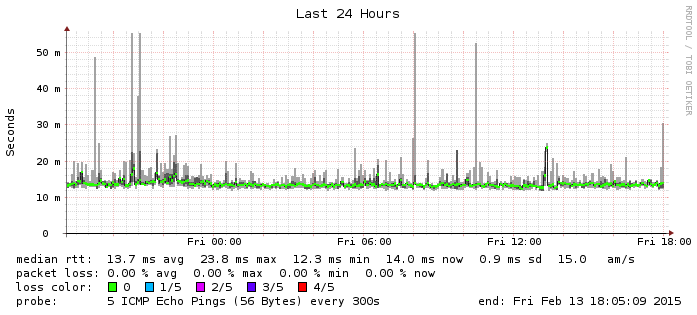 Last 24 Hours
RRDTOOL / TOBI OETIKER
Seconds
50 m
40 m
30 m
20 m
10 m
0
Fri 00:00 Fri 06:00 Fri 12:00 Fri 18:00
median rtt: 13.7 ms avg 23.8 ms max 12.3 ms min 14.0 ms now 0.9 ms sd 15.0 am/s
packet loss: 0.00 % avg 0.00 % max 0.00 % min 0.00 % now
loss color: 0 1/5 2/5 3/5 4/5
probe: 5 ICMP Echo Pings (56 Bytes) every 300s end: Fri Feb 13 18:05:09 2015